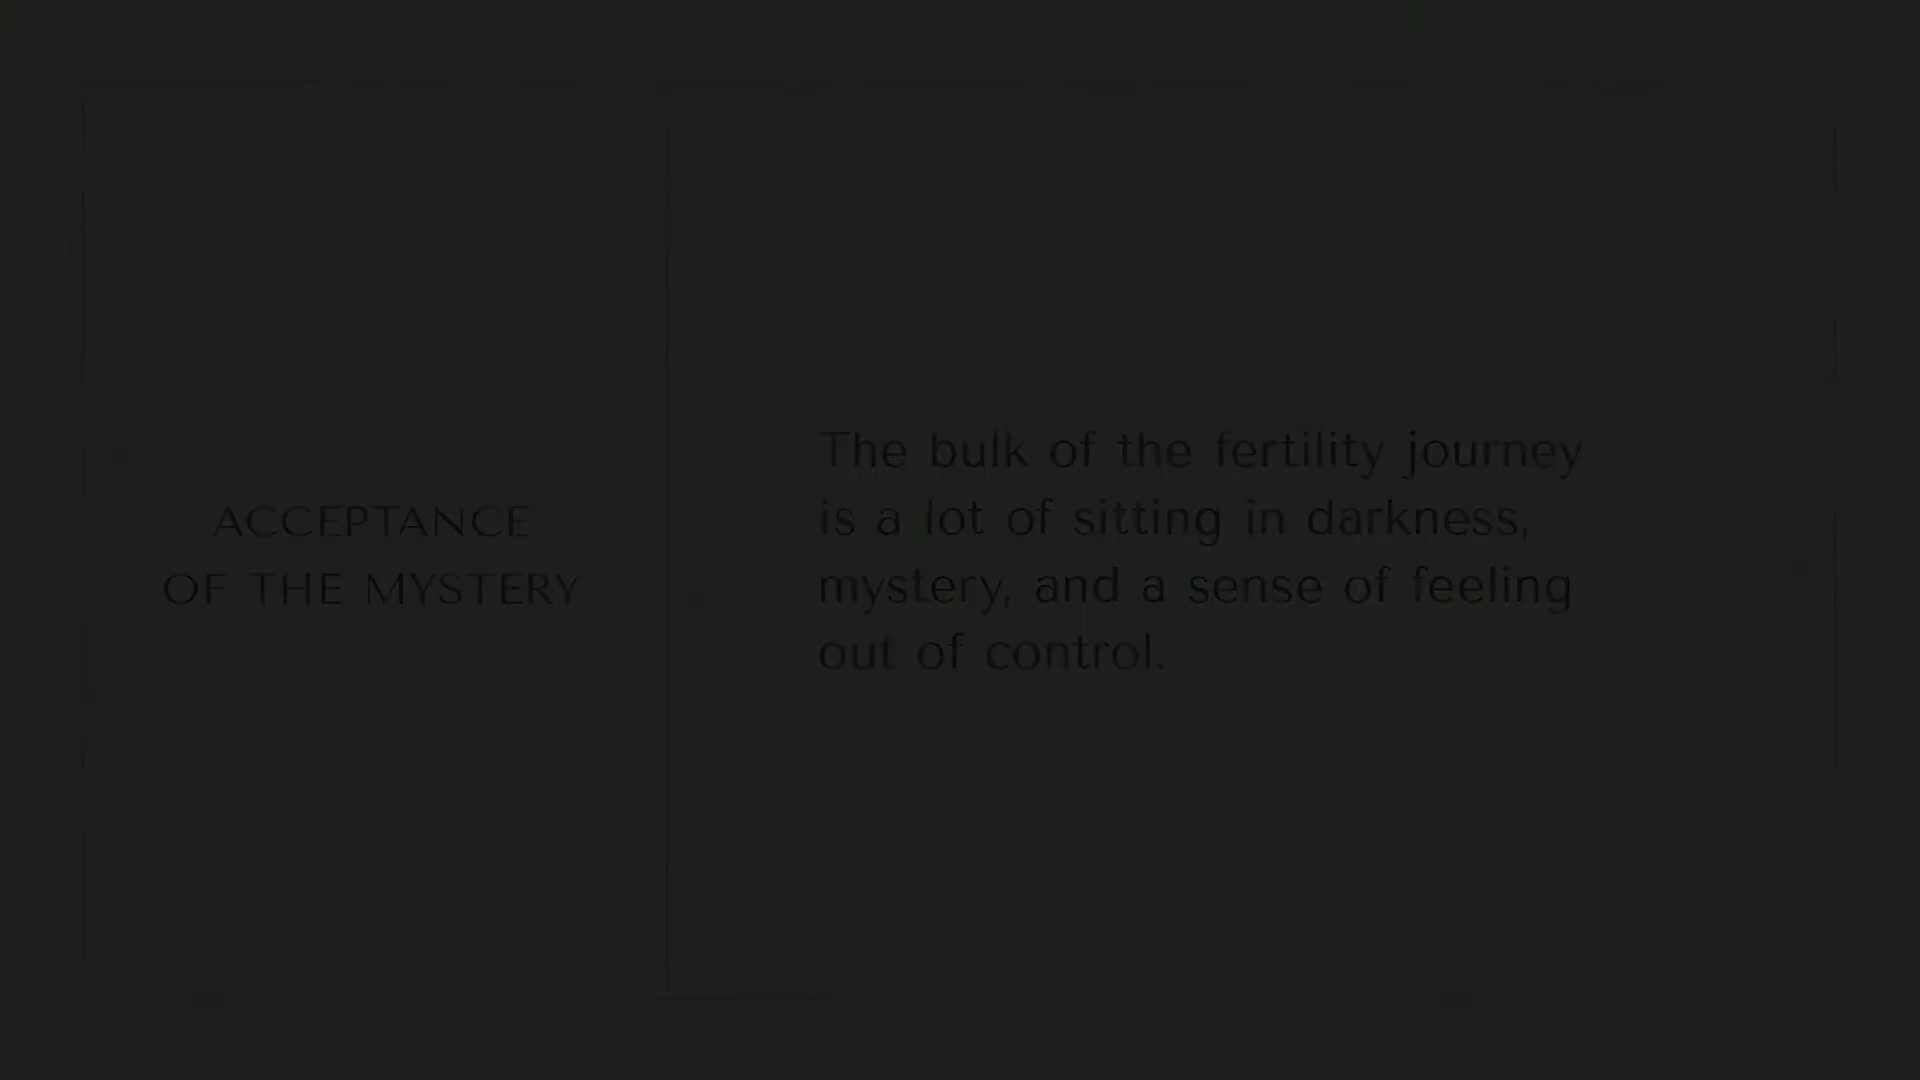 ACCEPTANCE
OF THE MYSTERY
The bulk of the fertility journey
is a lot of sitting in darkness,
mystery, and a sense of feeling
out of control.